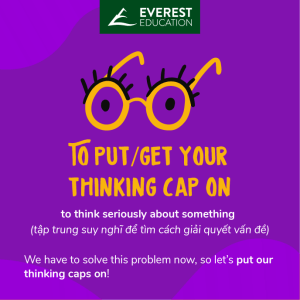 EVEREST
EDUCATION
TO PUT/GET YOUR
THINKING CAP ON
to think seriously about something
(tập trung suy nghĩ để tìm cách giải quyết vấn đề)
We have to solve this problem now, so let's put our
thinking caps on!